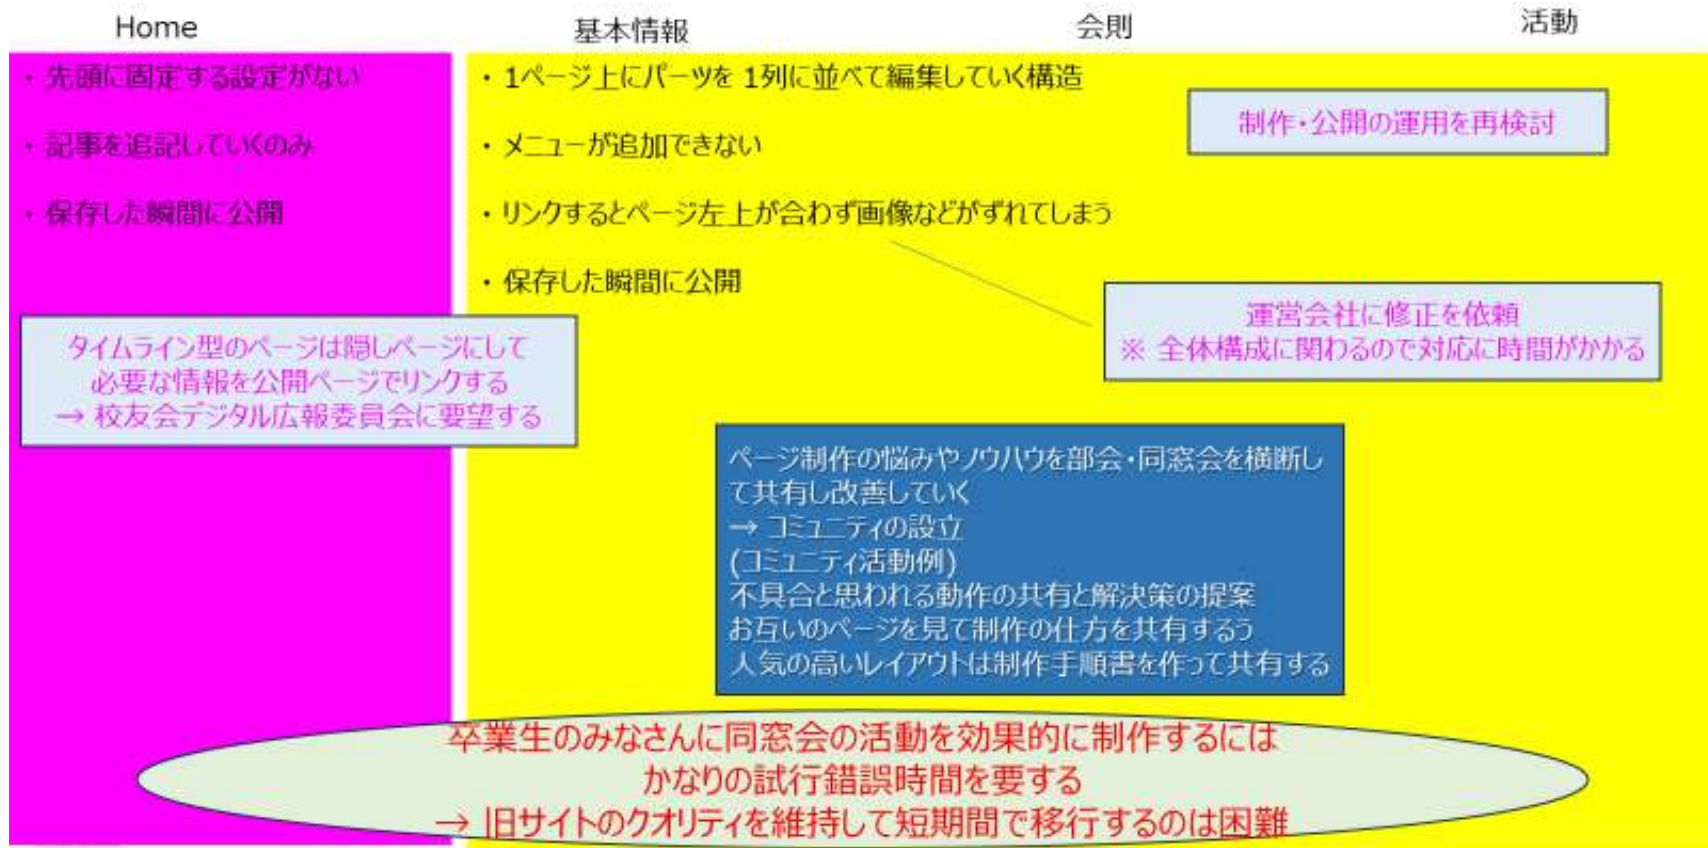 Home
基本情報
会則
活動
・ 先頭に固定する設定がない
・ 記事を追記していくのみ
・ 保存した瞬間に公開
タイムライン型のページは隠しページにして
必要な情報を公開ページでリンクする
→ 校友会デジタル広報委員会に要望する
・ 1ページ上にパーツを 1列に並べて編集していく構造
・ メニューが追加できない
・ リンクするとページ左上が合わず画像などがずれてしまう
・ 保存した瞬間に公開
制作・公開の運用を再検討
運営会社に修正を依頼
※ 全体構成に関わるので対応に時間がかかる
ページ制作の悩みやノウハウを部会・同窓会を横断し
て共有し改善していく
→ コミュニティの設立
(コミュニティ活動例)
不具合と思われる動作の共有と解決策の提案
お互いのページを見て制作の仕方を共有するう
人気の高いレイアウトは制作手順書を作って共有する
卒業生のみなさんに同窓会の活動を効果的に制作するには
かなりの試行錯誤時間を要する
→ 旧サイトのクオリティを維持して短期間で移行するのは困難